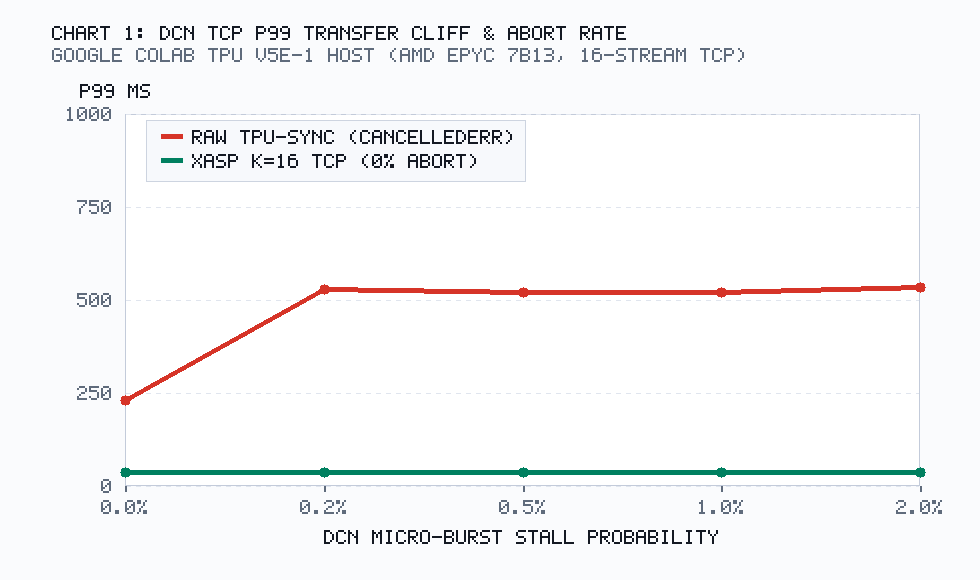 CHART 1: DCN TCP P99 TRANSFER CLIFF & ABORT RATE
GOOGLE COLAB TPU V5E-1 HOST (AMD EPYC 7B13, 16-STREAM TCP)
P99 MS
1000
RAW TPU-SYNC (CANCELLEDERR)
XASP K=16 TCP (0% ABORT)
750
500
250
0
0.0% 0.2% 0.5% 1.0% 2.0%
DCN MICRO-BURST STALL PROBABILITY